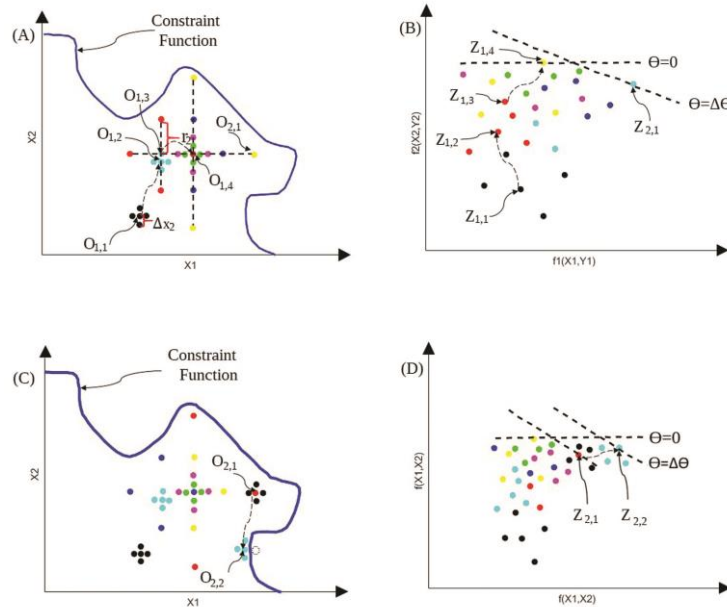 (A)
Constraint
Function
X2
O1,3
O1,2
r2
O2,1
O1,4
Δx2
O1,1
X1
(B)
Z1,4
Θ=0
Z1,3
Θ=Δθ
Z1,2
Z2,1
f2(X2,Y2)
Z1,1
f1(X1,Y1)
(C)
Constraint
Function
X2
O2,1
O2,2
X1
(D)
Θ=0
Θ=Δθ
f(X1,X2)
Z2,1
Z2,2
f(X1,X2)